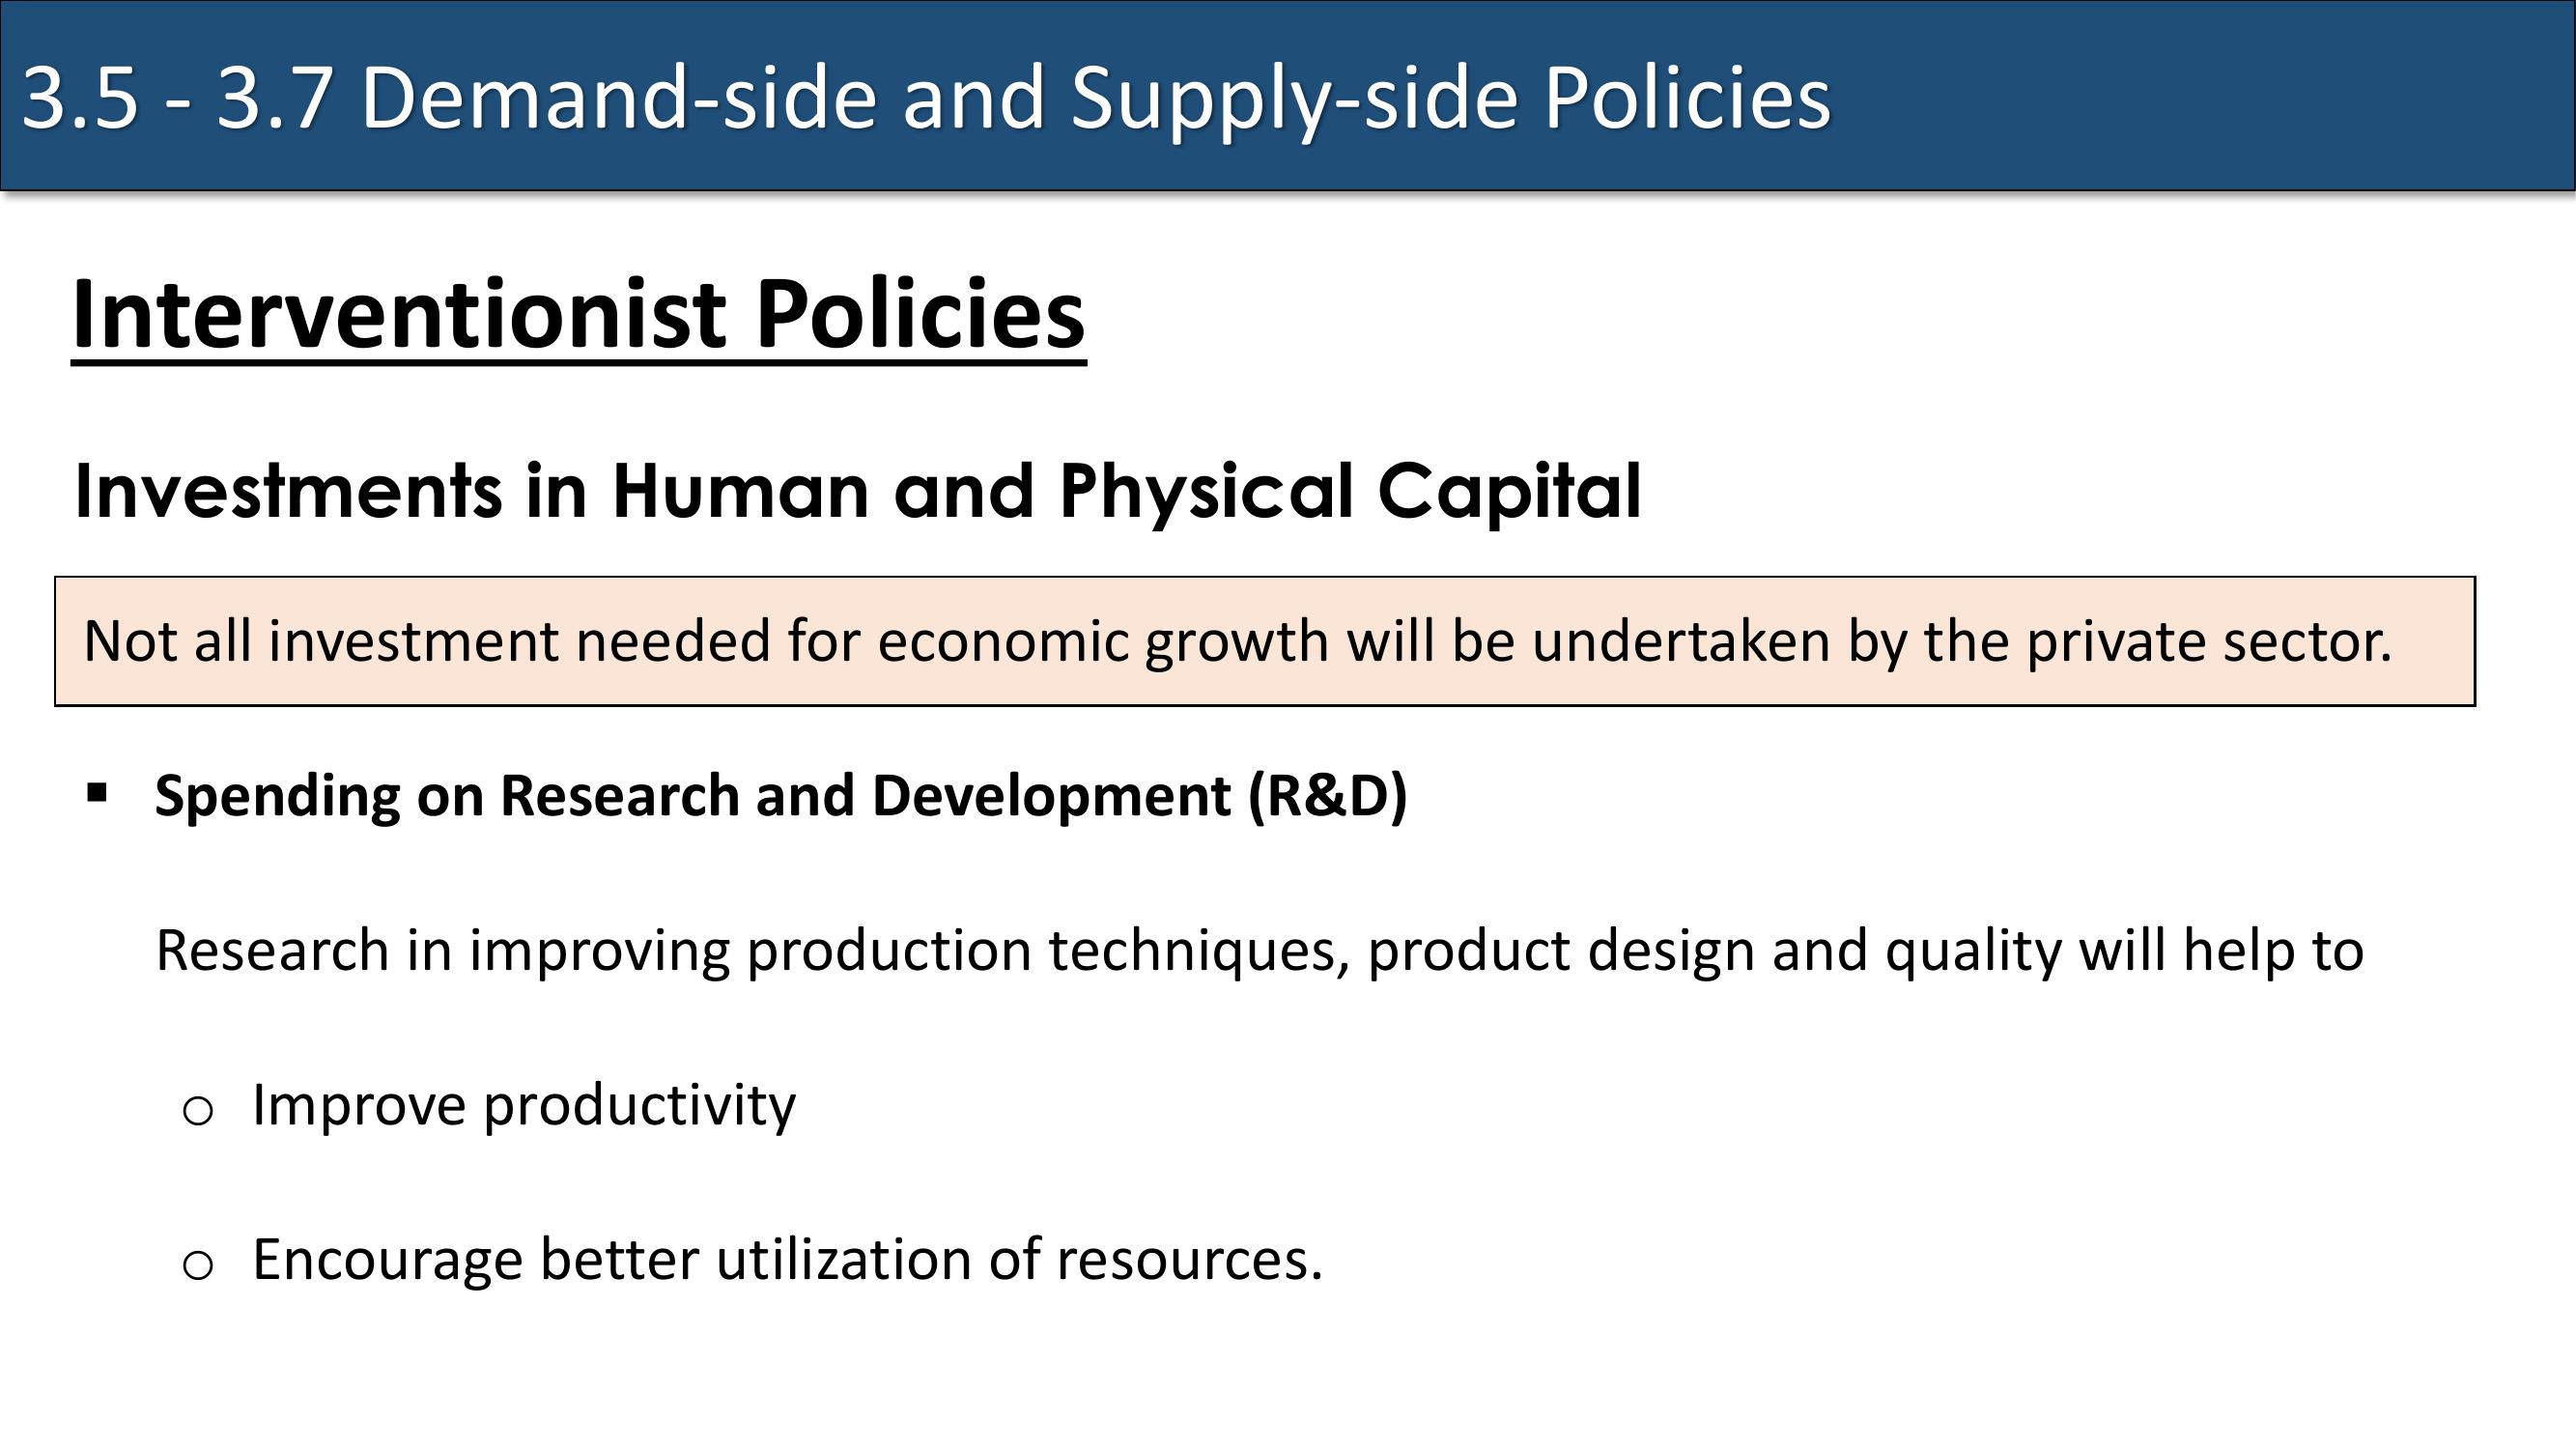 3.5 - 3.7 Demand-side and Supply-side Policies
Interventionist Policies
Investments in Human and Physical Capital
Not all investment needed for economic growth will be undertaken by the private sector.
▪ Spending on Research and Development (R&D)
Research in improving production techniques, product design and quality will help to
o Improve productivity
o Encourage better utilization of resources.